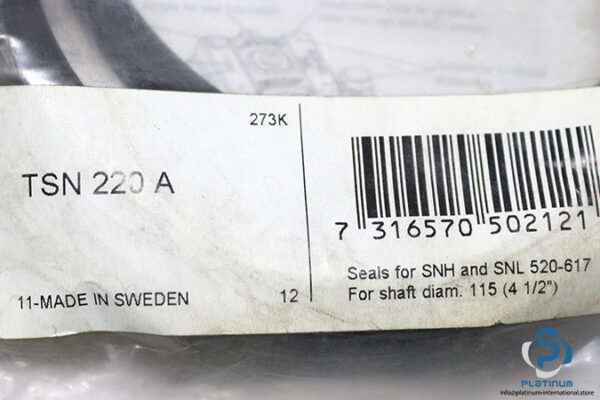 273K
TSN 220 A
11-MADE IN SWEDEN
12
7 316570 502121
Seals for SNH and SNL 520-617
For shaft diam. 115 (4 1/2")
PLATINUM
info@platinum-international.store